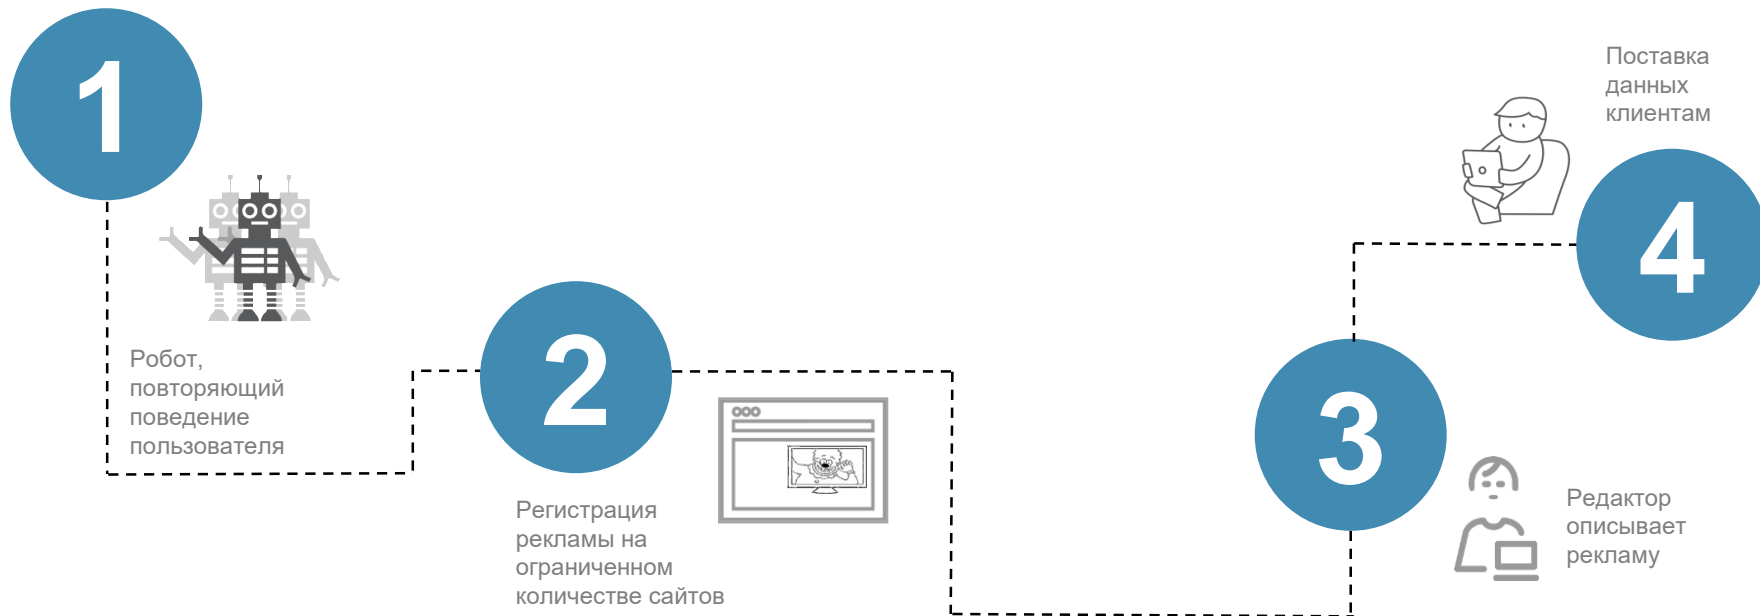 1
Робот,
повторяющий
поведение
пользователя
2
Регистрация
рекламы на
ограниченном
количестве сайтов
3
Редактор
описывает
рекламу
4
Поставка
данных
клиентам